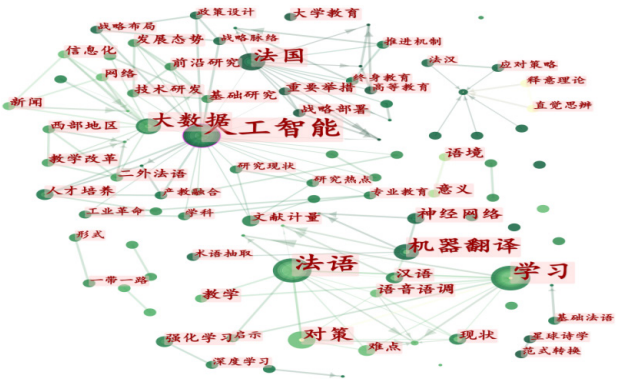 政策设计
大学教育
战略布局
发展态势
战略脉络
推进机制
信息化
法国
法汉
应对策略
前沿研究
网络
终身教育
释意理论
技术研发
基础研究
重要举措
高等教育
新闻
战略部署
直觉思辨
大数据
人工智能
西部地区
语境
教学改革
二外法语
研究现状
人才培养
产教融合
研究热点
专业教育
意义
工业革命
学科
文献计量
神经网络
形式
机器翻译
术语抽取
法语
汉语
学习
一带一路
教学
语音语调
基础法语
强化学习
启示
对策
难点
现状
星球诗学
范式转换
深度学习